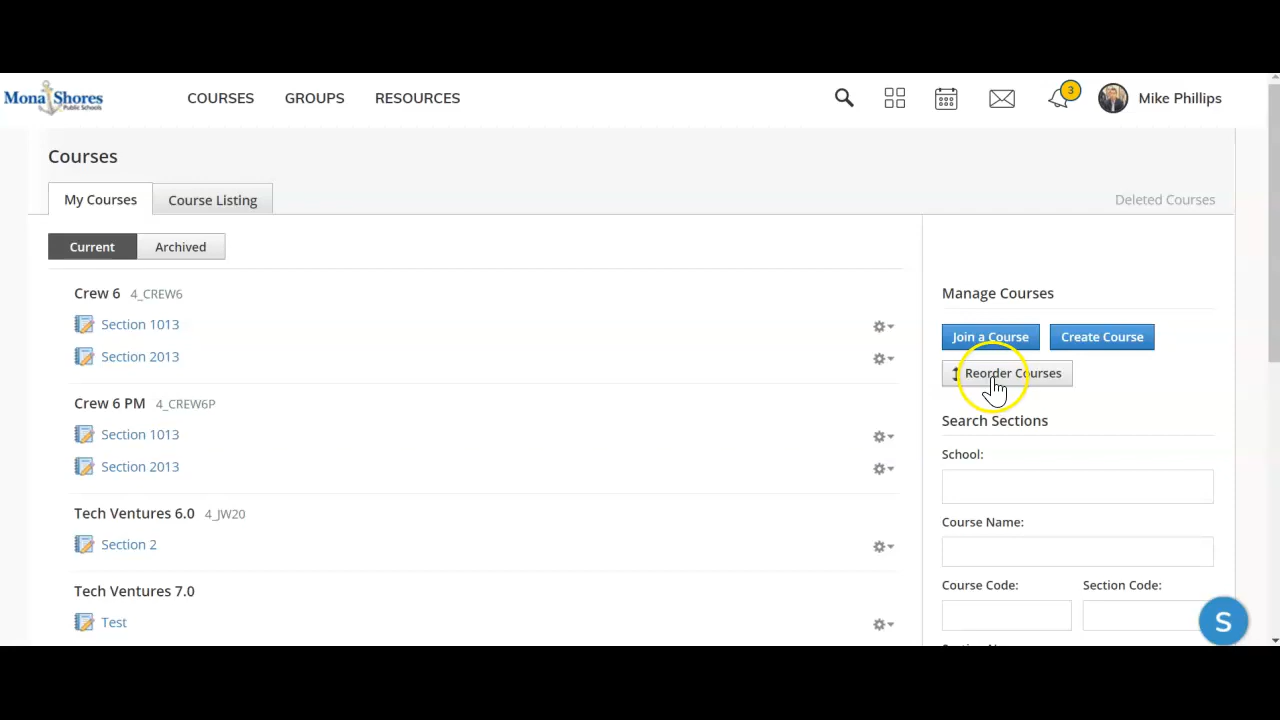 Mona Shores
Public Schools
COURSES
GROUPS
RESOURCES
3
Mike Phillips
Courses
My Courses
Course Listing
Deleted Courses
Current
Archived
Crew 6 4_CREW6
Section 1013
Section 2013
Crew 6 PM 4_CREW6P
Section 1013
Section 2013
Tech Ventures 6.0 4_JW20
Section 2
Tech Ventures 7.0
Test
Manage Courses
Join a Course
Create Course
Reorder Courses
Search Sections
School:
Course Name:
Course Code:
Section Code:
S